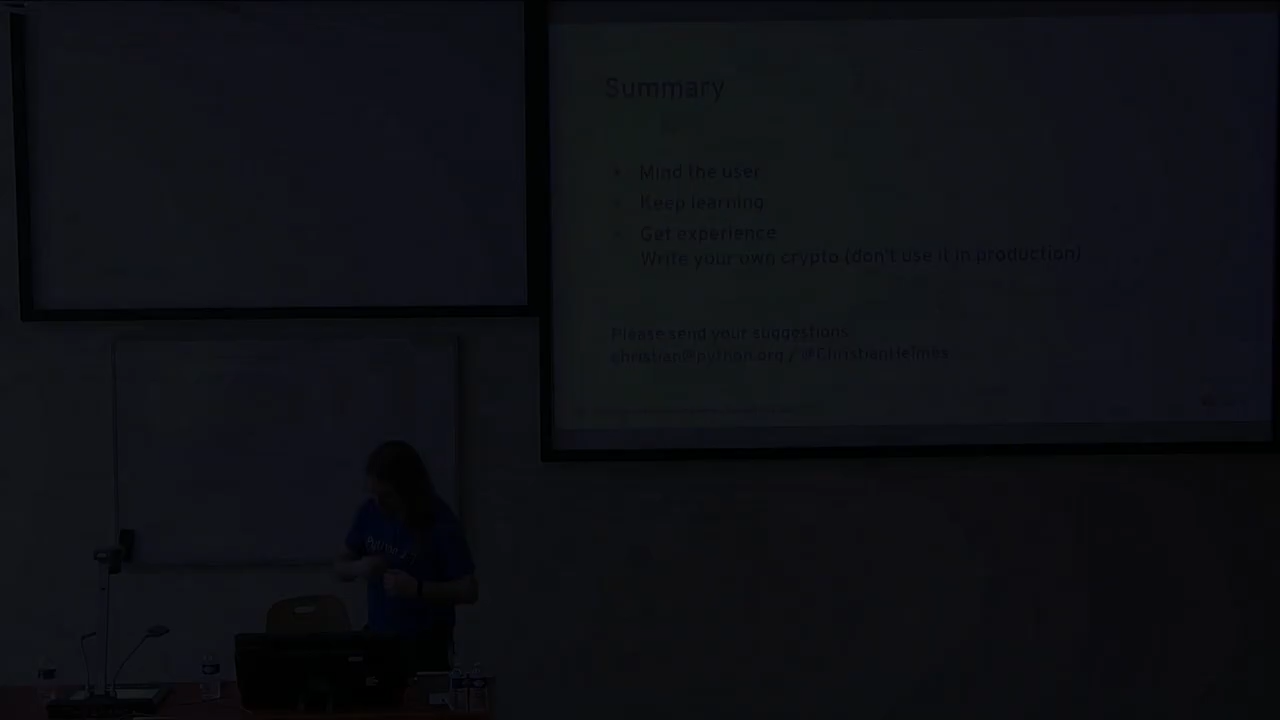 Summary
Mind the user
Keep learning
Get experience
Write your own crypto (don't use it in production)
Please send your suggestions
christian@python.org / @ChristianHeimes